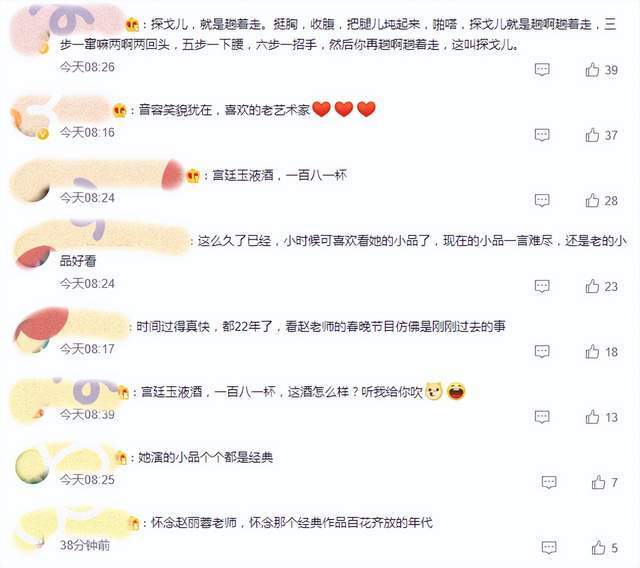 ：探戈儿，就是趟着走。挺胸，收腹，把腿儿炖起来，啪嗒，探戈儿就是趟啊趟着走，三
步一窜嘛两啊两回头，五步一下腰，六步一招手，然后你再趟啊趟着走，这叫探戈儿。
今天08:26
39
：音容笑貌犹在，喜欢的老艺术家
今天08:16
37
：宫廷玉液酒，一百八一杯
今天08:24
28
：这么久了已经，小时候可喜欢看她的小品了，现在的小品一言难尽，还是老的小
品好看
今天08:24
23
：时间过得真快，都22年了，看赵老师的春晚节目仿佛是刚刚过去的事
今天08:17
18
：宫廷玉液酒，一百八一杯，这酒怎么样？听我给你吹
今天08:39
13
：她演的小品个个都是经典
今天08:25
7
：怀念赵丽蓉老师，怀念那个经典作品百花齐放的年代
38分钟前
5